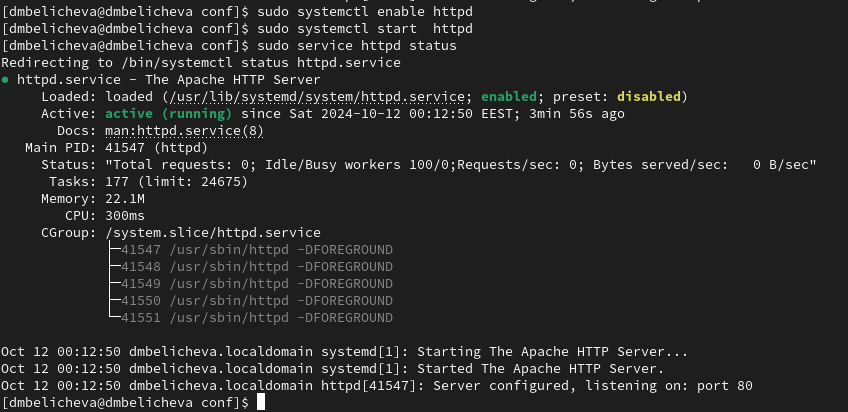 [dmbelicheva@dmbelicheva conf]$ sudo systemctl enable httpd
[dmbelicheva@dmbelicheva conf]$ sudo systemctl start  httpd
[dmbelicheva@dmbelicheva conf]$ sudo service httpd status
Redirecting to /bin/systemctl status httpd.service
● httpd.service - The Apache HTTP Server
     Loaded: loaded (/usr/lib/systemd/system/httpd.service; enabled; preset: disabled)
     Active: active (running) since Sat 2024-10-12 00:12:50 EEST; 3min 56s ago
       Docs: man:httpd.service(8)
   Main PID: 41547 (httpd)
     Status: "Total requests: 0; Idle/Busy workers 100/0;Requests/sec: 0; Bytes served/sec:   0 B/sec"
      Tasks: 177 (limit: 24675)
     Memory: 22.1M
        CPU: 300ms
     CGroup: /system.slice/httpd.service
             ├─41547 /usr/sbin/httpd -DFOREGROUND
             ├─41548 /usr/sbin/httpd -DFOREGROUND
             ├─41549 /usr/sbin/httpd -DFOREGROUND
             ├─41550 /usr/sbin/httpd -DFOREGROUND
             └─41551 /usr/sbin/httpd -DFOREGROUND
Oct 12 00:12:50 dmbelicheva.localdomain systemd[1]: Starting The Apache HTTP Server...
Oct 12 00:12:50 dmbelicheva.localdomain systemd[1]: Started The Apache HTTP Server.
Oct 12 00:12:50 dmbelicheva.localdomain httpd[41547]: Server configured, listening on: port 80
[dmbelicheva@dmbelicheva conf]$